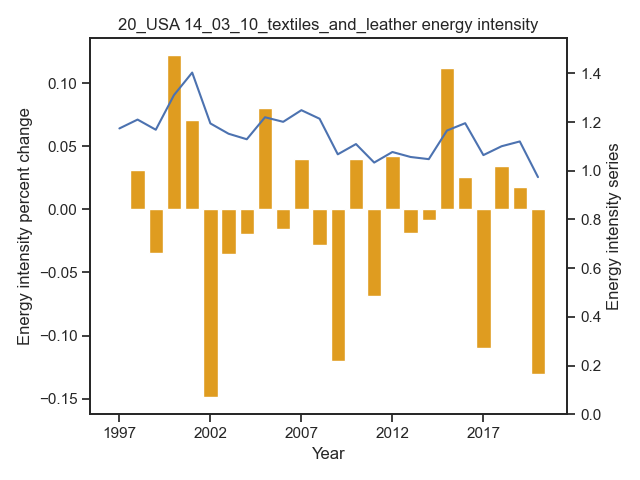 20_USA 14_03_10_textiles_and_leather energy intensity
Energy intensity percent change
0.10
0.05
0.00
−0.05
−0.10
−0.15
1.4
1.2
1.0
0.8
0.6
0.4
0.2
0.0
Energy intensity series
1997 2002 2007 2012 2017
Year